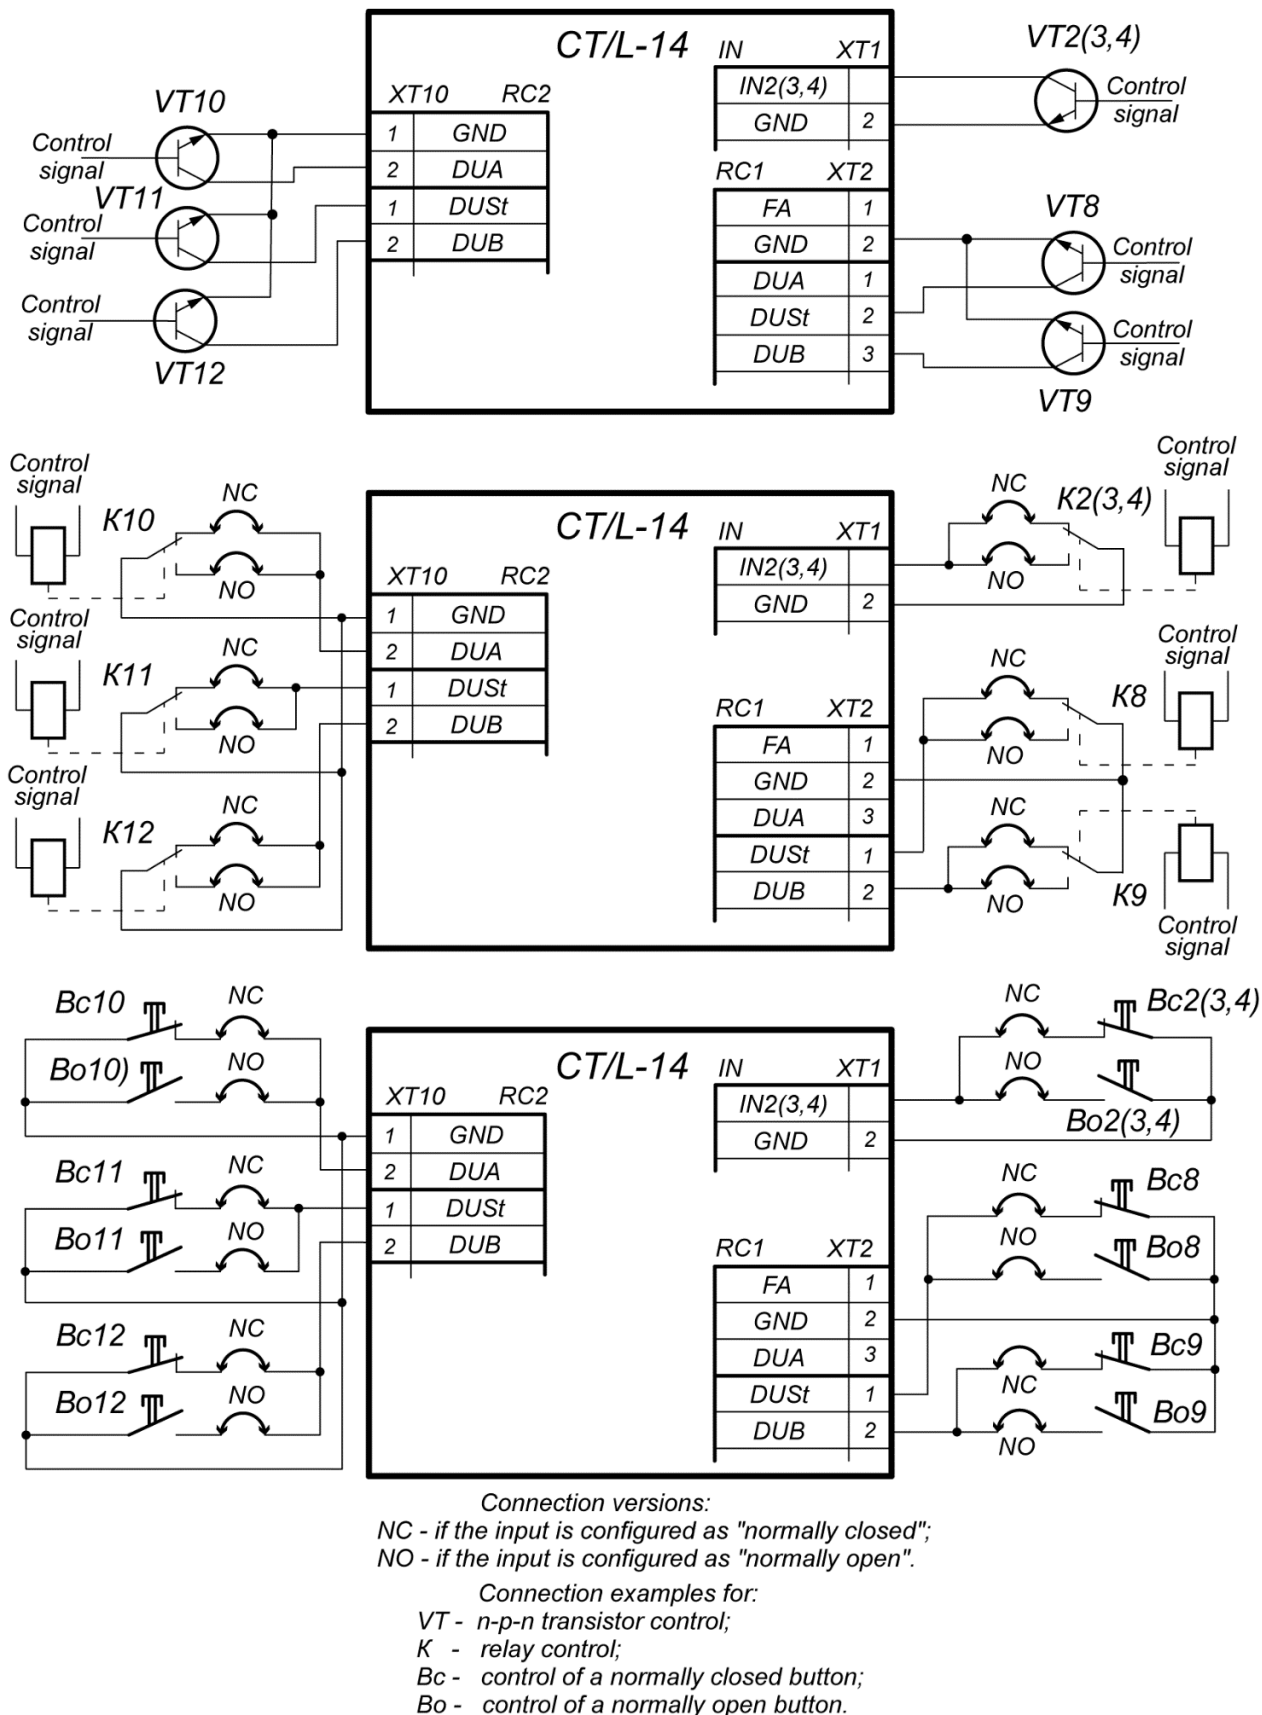 CT/L-14
IN XT1
IN2(3,4)
GND 2
VT2(3,4)
Control
signal
XT10 RC2
1 GND
2 DUA
1 DUSt
2 DUB
VT10
Control
signal
VT11
Control
signal
Control
signal
VT12
RC1 XT2
FA 1
GND 2
DUA 1
DUSt 2
DUB 3
VT8
Control
signal
Control
signal
VT9
Control
signal
K10
NC
NO
Control
signal
K11
NC
NO
Control
signal
K12
NC
NO
CT/L-14
XT10 RC2
1 GND
2 DUA
1 DUSt
2 DUB
IN XT1
IN2(3,4)
GND 2
RC1 XT2
FA 1
GND 2
DUA 3
DUSt 1
DUB 2
NC
NO
K2(3,4)
Control
signal
NC
NO
K8
Control
signal
NC
NO
K9
Control
signal
Bc10
NC
Bo10)
NO
Bc11
NC
Bo11
NO
Bc12
NC
Bo12
NO
CT/L-14
XT10 RC2
1 GND
2 DUA
1 DUSt
2 DUB
IN XT1
IN2(3,4)
GND 2
RC1 XT2
FA 1
GND 2
DUA 3
DUSt 1
DUB 2
NC
Bc2(3,4)
NO
Bo2(3,4)
NC
Bc8
NO
Bo8
Bc9
NC
Bo9
NO
Connection versions:
NC - if the input is configured as "normally closed";
NO - if the input is configured as "normally open".
Connection examples for:
VT - n-p-n transistor control;
K - relay control;
Bc - control of a normally closed button;
Bo - control of a normally open button.